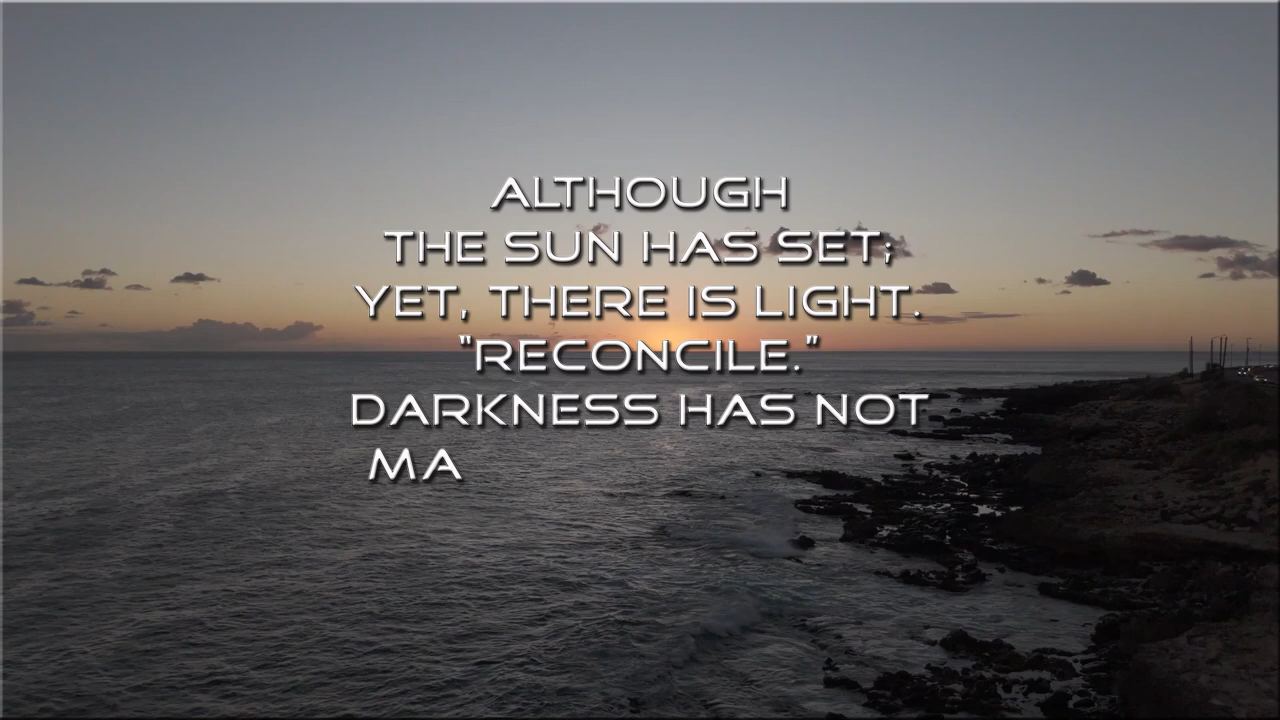 ALTHOUGH
THE SUN HAS SET;
YET, THERE IS LIGHT.
"RECONCILE."
DARKNESS HAS NOT
MA